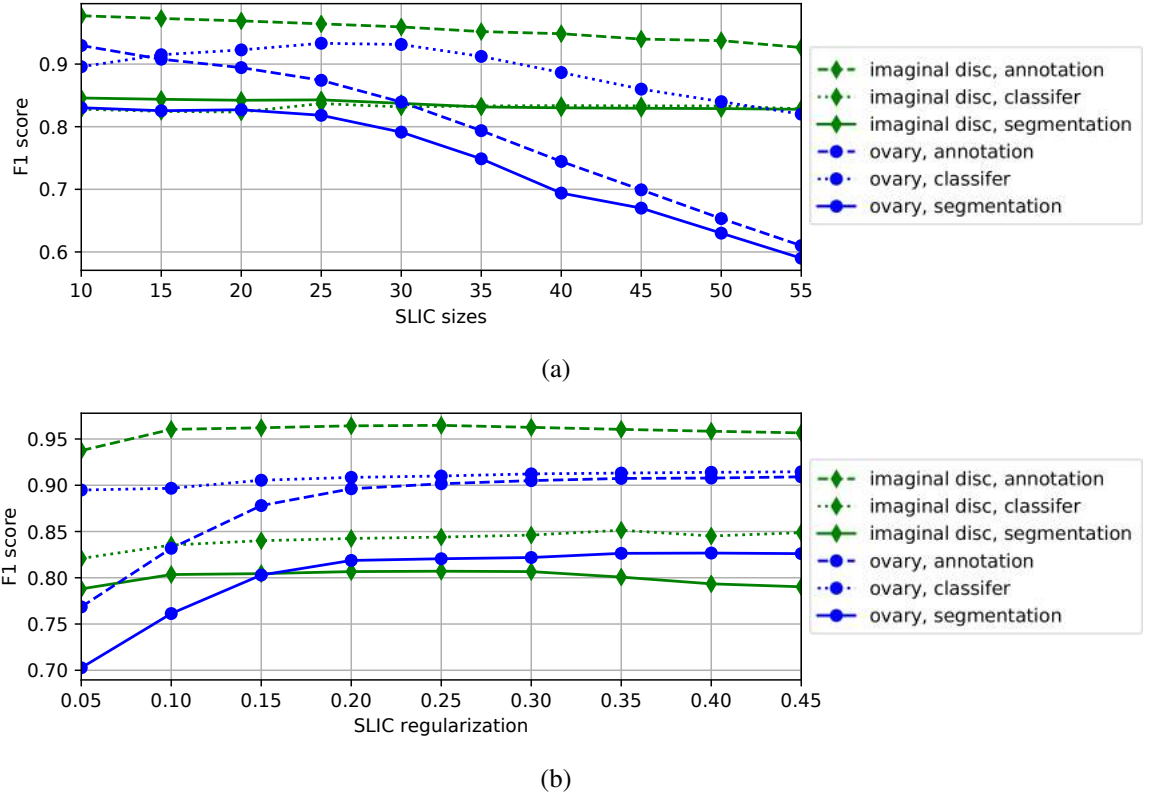 0.9
0.8
0.7
0.6
F1 score
10 15 20 25 30 35 40 45 50 55
SLIC sizes
imaginal disc, annotation
imaginal disc, classifer
imaginal disc, segmentation
ovary, annotation
ovary, classifer
ovary, segmentation
(a)
0.95
0.90
0.85
0.80
0.75
0.70
F1 score
0.05 0.10 0.15 0.20 0.25 0.30 0.35 0.40 0.45
SLIC regularization
imaginal disc, annotation
imaginal disc, classifer
imaginal disc, segmentation
ovary, annotation
ovary, classifer
ovary, segmentation
(b)